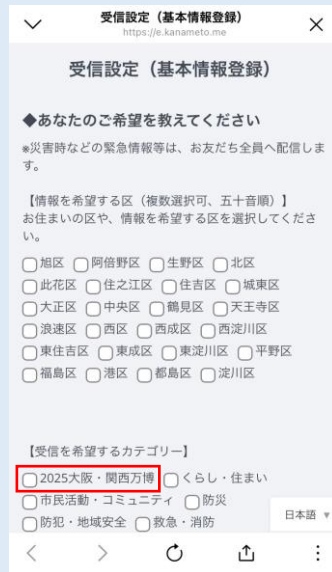 受信設定（基本情報登録）
https://e.kanameto.me
受信設定（基本情報登録）
◆あなたのご希望を教えてください
※災害時などの緊急情報等は、お友だち全員へ配信しま
す。
【情報を希望する区（複数選択可、五十音順）】
お住まいの区や、情報を希望する区を選択してくださ
い。
旭区 阿倍野区 生野区 北区
此花区 住之江区 住吉区 城東区
大正区 中央区 鶴見区 天王寺区
浪速区 西区 西成区 西淀川区
東住吉区 東成区 東淀川区 平野区
福島区 港区 都島区 淀川区
【受信を希望するカテゴリー】
2025大阪・関西万博 くらし・住まい
市民活動・コミュニティ 防災
防犯・地域安全 救急・消防
日本語